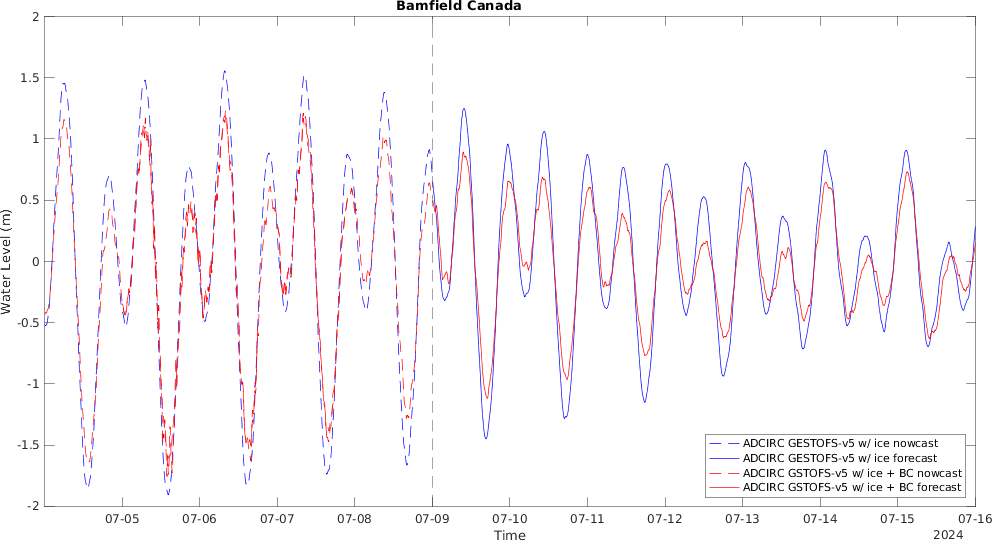 Bamfield Canada
Water Level (m)
2
1.5
1
0.5
0
-0.5
-1
-1.5
-2
ADCIRC GESTOFS-v5 w/ ice nowcast
ADCIRC GESTOFS-v5 w/ ice forecast
ADCIRC GSTOFS-v5 w/ ice + BC nowcast
ADCIRC GSTOFS-v5 w/ ice + BC forecast
07-05 07-06 07-07 07-08 07-09 07-10 07-11 07-12 07-13 07-14 07-15 07-16
Time
2024